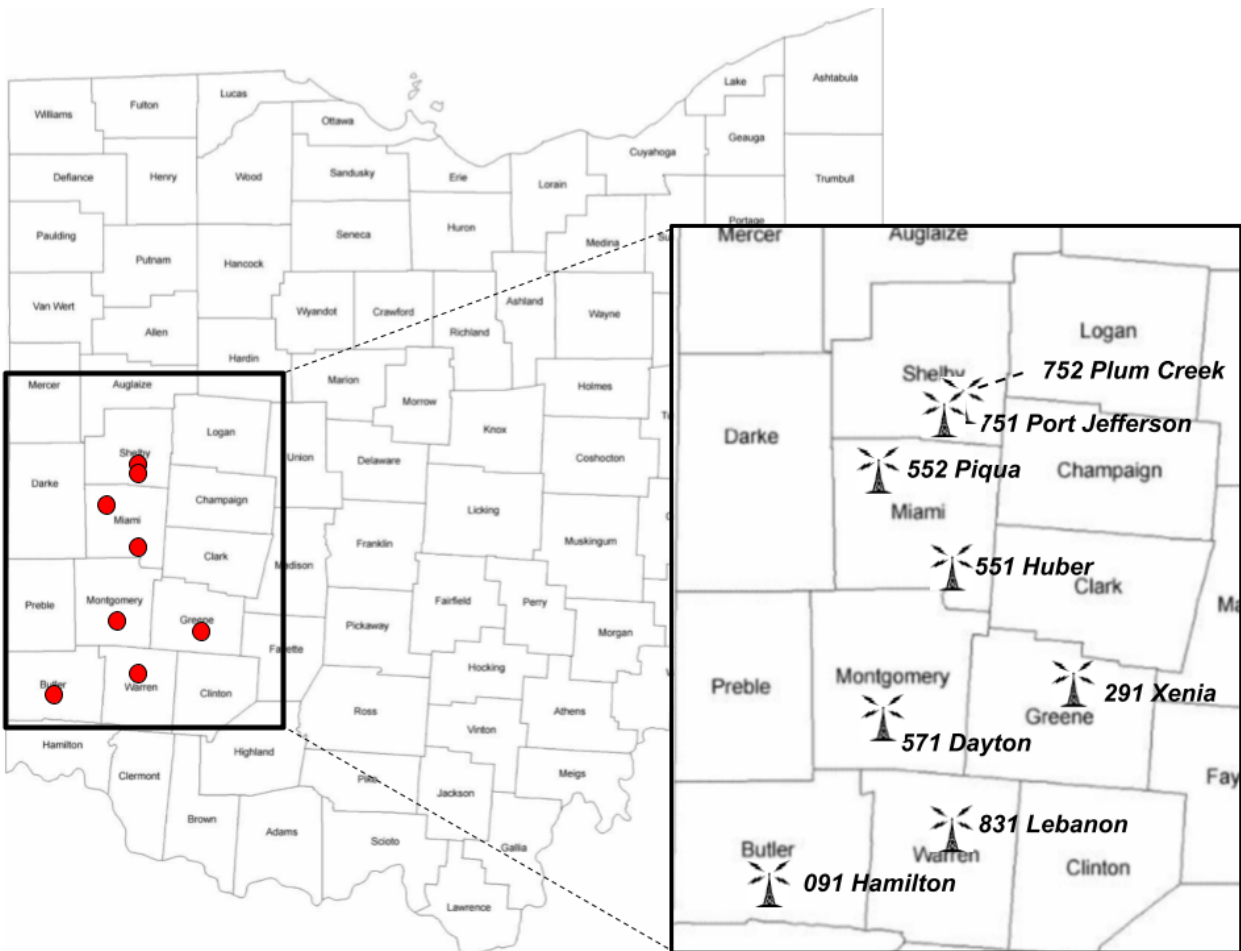 Lake
Ashtabula
Lucas
Fulton
Williams
Ottawa
Geauga
Cuyahoga
Sandusky
Erie
Defiance
Henry
Wood
Lorain
Trumbull
Portage
Paulding
Seneca
Huron
Medina
Putnam
Hancock
Van Wert
Allen
Wyandot
Crawford
Richland
Ashland
Wayne
Hardin
Mercer
Auglaize
Marion
Morrow
Holmes
Logan
Knox
Shelby
Union
Delaware
Coshocton
Darke
Champaign
Licking
Miami
Franklin
Muskingum
Clark
Madison
Preble
Montgomery
Greene
Fairfield
Perry
Pickaway
Morgan
Fayette
Hocking
Butler
Warren
Clinton
Ross
Athens
Vinton
Hamilton
Highland
Clermont
Pike
Meigs
Jackson
Brown
Adams
Scioto
Gallia
Lawrence
Mercer
Auglaize
Logan
Shelby
752 Plum Creek
751 Port Jefferson
Darke
552 Piqua
Champaign
Miami
551 Huber
Clark
Ma
Preble
Montgomery
291 Xenia
Greene
571 Dayton
Fay
831 Lebanon
Butler
Warren
Clinton
091 Hamilton